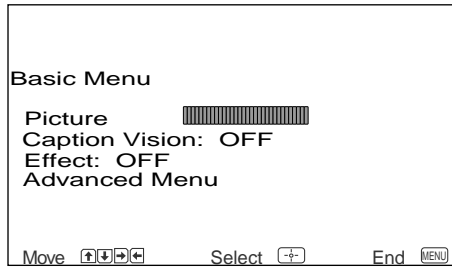 Basic Menu
Picture
Caption Vision: OFF
Effect: OFF
Advanced Menu
Move Select End MENU